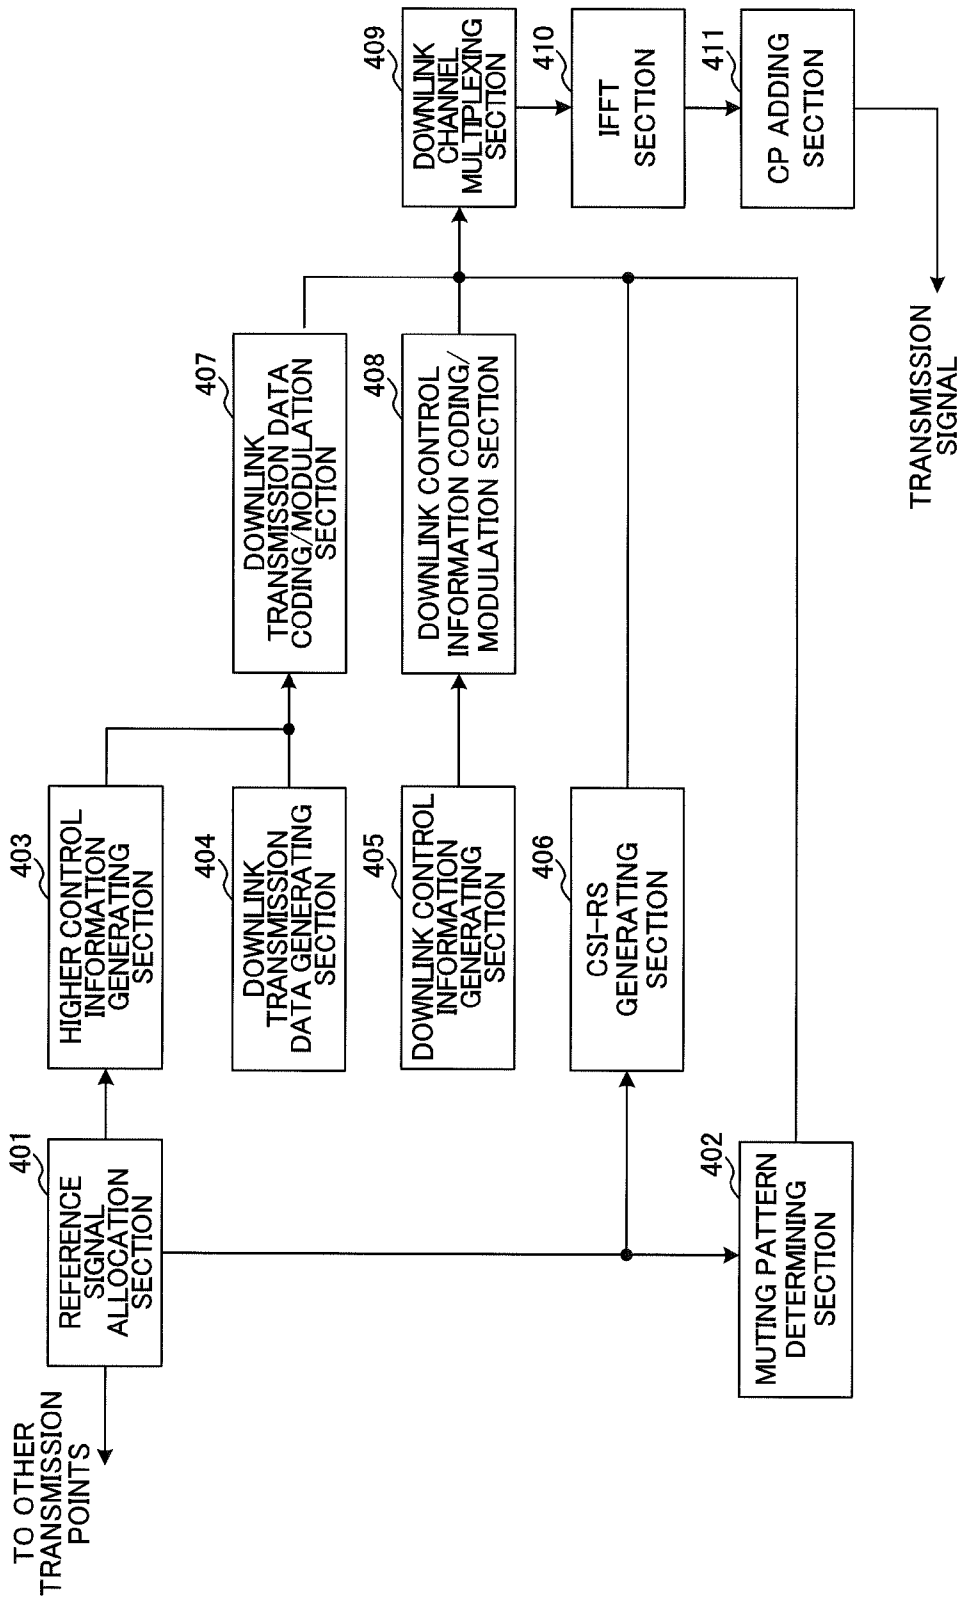 TO OTHER
TRANSMISSION
POINTS
401
REFERENCE
SIGNAL
ALLOCATION
SECTION
402
MUTING PATTERN
DETERMINING
SECTION
403
HIGHER CONTROL
INFORMATION
GENERATING
SECTION
404
DOWNLINK
TRANSMISSION
DATA GENERATING
SECTION
405
DOWNLINK CONTROL
INFORMATION
GENERATING
SECTION
406
CSI-RS
GENERATING
SECTION
407
DOWNLINK
TRANSMISSION DATA
CODING/MODULATION
SECTION
408
DOWNLINK CONTROL
INFORMATION CODING/
MODULATION SECTION
409
DOWNLINK
CHANNEL
MULTIPLEXING
SECTION
410
IFFT
SECTION
411
CP ADDING
SECTION
TRANSMISSION
SIGNAL